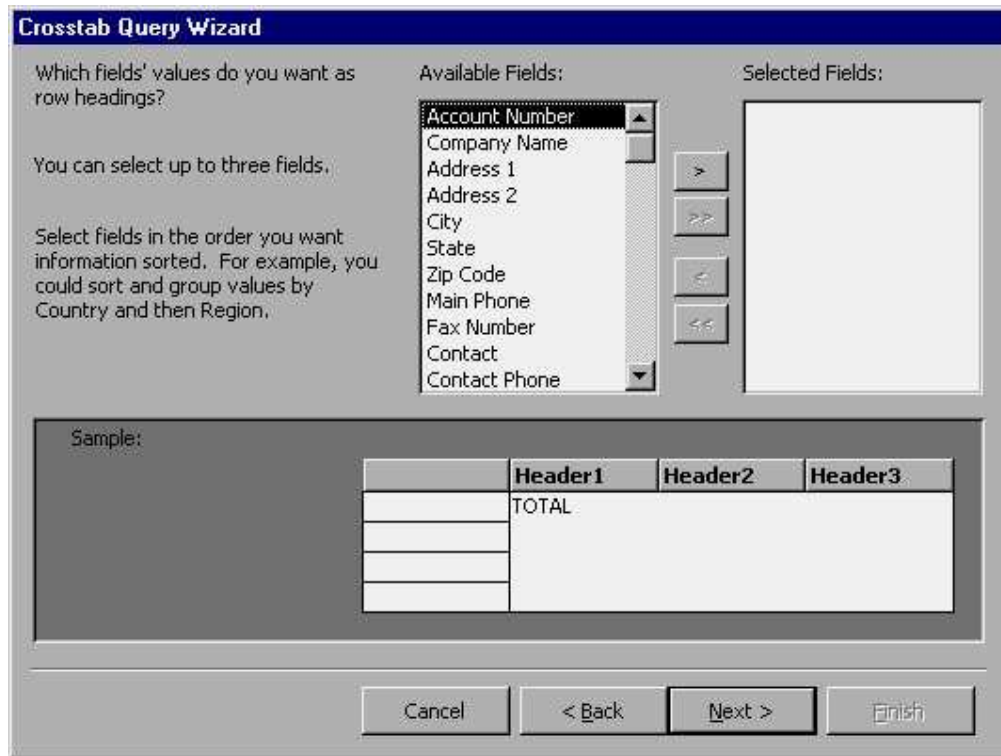 Crosstab Query Wizard
Which fields' values do you want as
row headings?
You can select up to three fields.
Select fields in the order you want
information sorted. For example, you
could sort and group values by
Country and then Region.
Available Fields:
Account Number
Company Name
Address 1
Address 2
City
State
Zip Code
Main Phone
Fax Number
Contact
Contact Phone
>
>>
<
<<
Selected Fields:
Sample:
Header1 Header2 Header3
TOTAL
Cancel
< Back
Next >
Finish